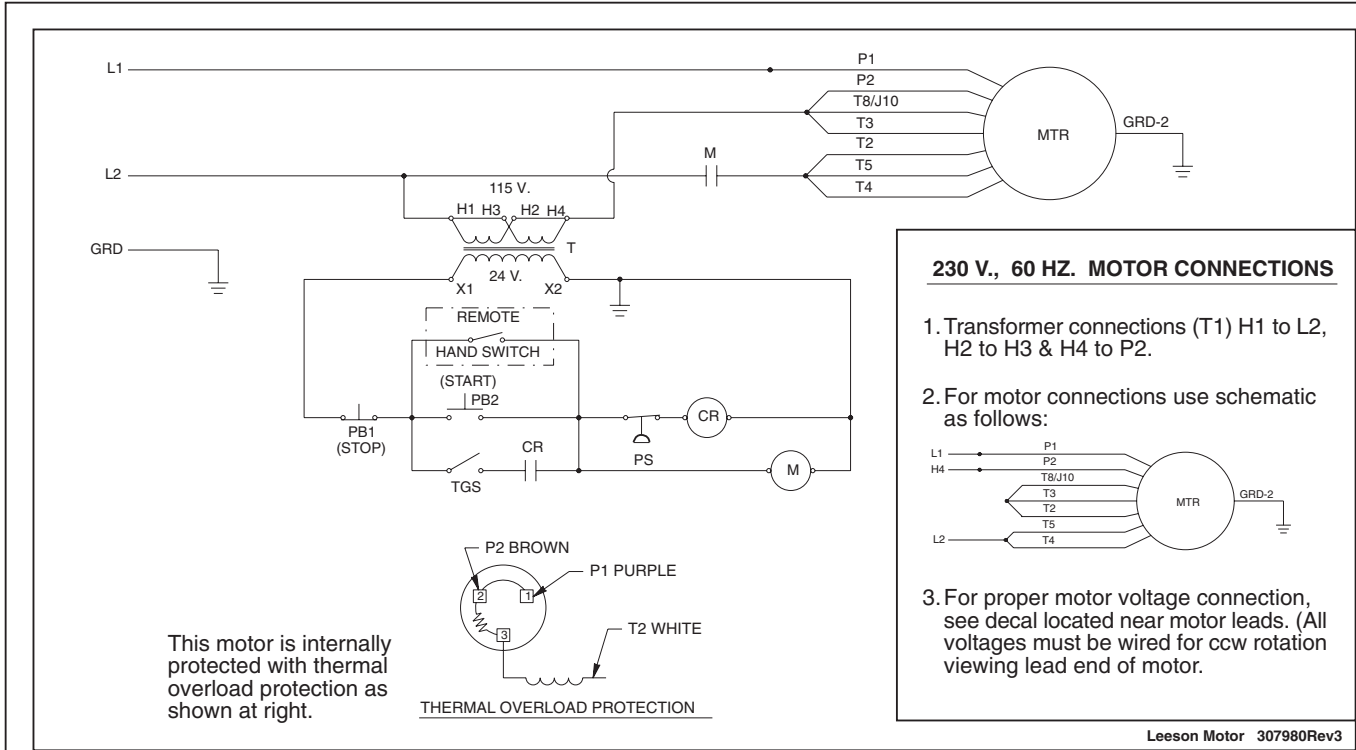 L1
P1
P2
T8/J10
T3
MTR
GRD-2
T2
T5
T4
M
L2
115 V.
H1 H3 H2 H4
T
GRD
24 V.
X1 X2
REMOTE
HAND SWITCH
(START)
PB2
PB1
(STOP)
CR
PS
CR
TGS
M
P2 BROWN
P1 PURPLE
2 1
3
T2 WHITE
THERMAL OVERLOAD PROTECTION
This motor is internally
protected with thermal
overload protection as
shown at right.
230 V., 60 HZ. MOTOR CONNECTIONS
1. Transformer connections (T1) H1 to L2,
H2 to H3 & H4 to P2.
2. For motor connections use schematic
as follows:
L1
P1
H4
P2
T8/J10
T3
T2
MTR
GRD-2
T5
L2
T4
3. For proper motor voltage connection,
see decal located near motor leads. (All
voltages must be wired for ccw rotation
viewing lead end of motor.
Leeson Motor 307980Rev3